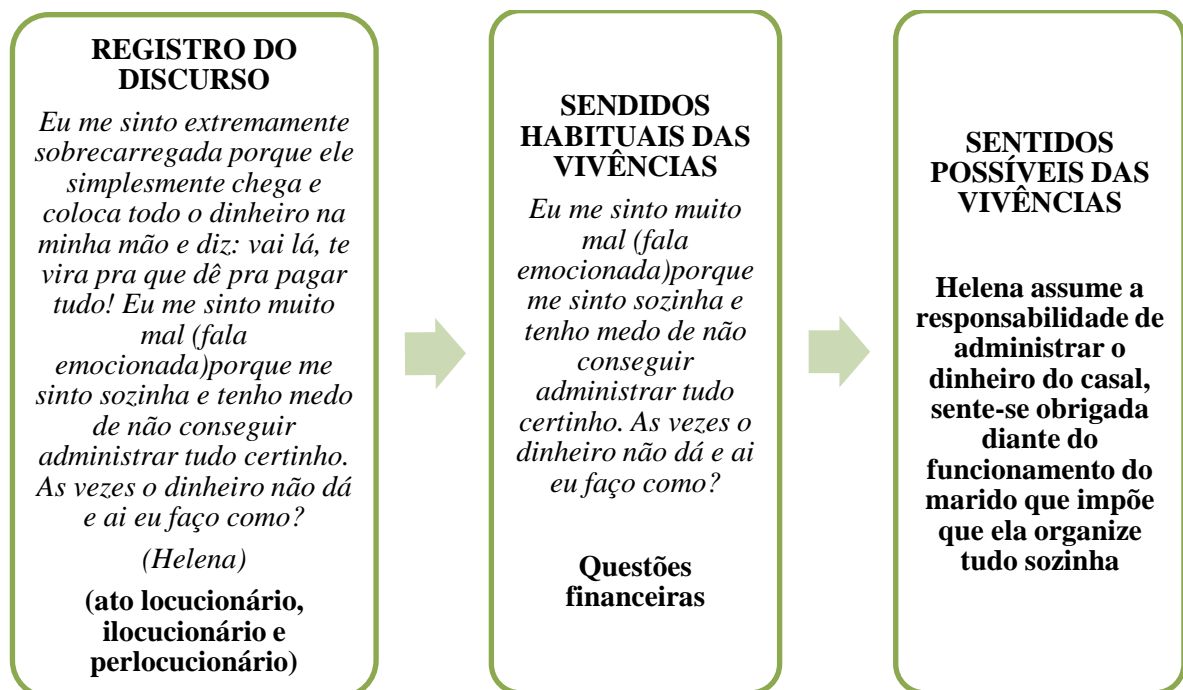 REGISTRO DO
DISCURSO
Eu me sinto extremamente
sobrecarregada porque ele
simplesmente chega e
coloca todo o dinheiro na
minha mão e diz: vai lá, te
vira pra que dê pra pagar
tudo! Eu me sinto muito
mal (fala
emocionada)porque me
sinto sozinha e tenho medo
de não conseguir
administrar tudo certinho.
As vezes o dinheiro não dá
e ai eu faço como?
(Helena)
(ato locucionário,
ilocucionário e
perlocucionário)
SENDIDOS
HABITUAIS DAS
VIVÊNCIAS
Eu me sinto muito
mal (fala
emocionada)porque
me sinto sozinha e
tenho medo de não
conseguir
administrar tudo
certinho. As vezes o
dinheiro não dá e ai
eu faço como?
Questões
financeiras
SENTIDOS
POSSÍVEIS DAS
VIVÊNCIAS
Helena assume a
responsabilidade de
administrar o
dinheiro do casal,
sente-se obrigada
diante do
funcionamento do
marido que impõe
que ela organize
tudo sozinha